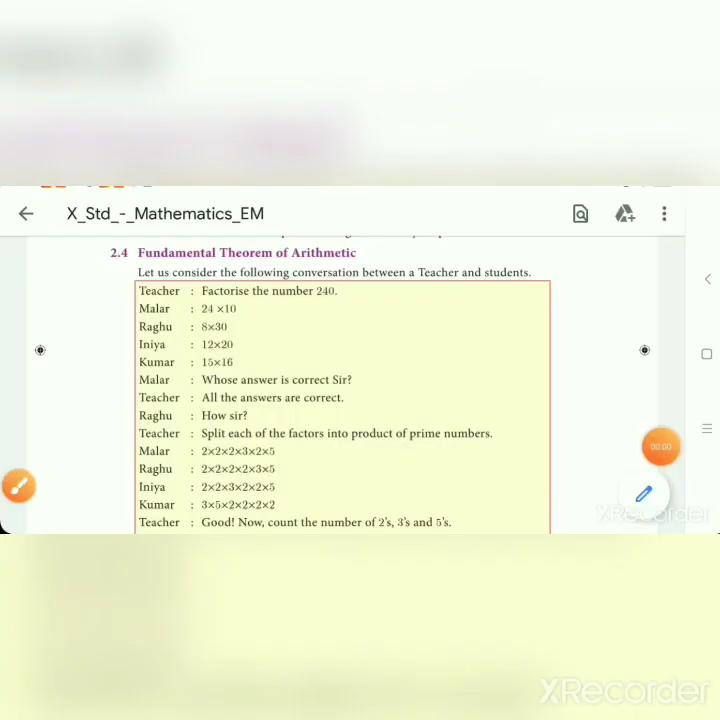 X_Std_-_Mathematics_EM
2.4 Fundamental Theorem of Arithmetic
Let us consider the following conversation between a Teacher and students.
Teacher : Factorise the number 240.
Malar : 24 ×10
Raghu : 8×30
Iniya : 12×20
Kumar : 15×16
Malar : Whose answer is correct Sir?
Teacher : All the answers are correct.
Raghu : How sir?
Teacher : Split each of the factors into product of prime numbers.
Malar : 2×2×2×3×2×5
Raghu : 2×2×2×2×3×5
Iniya : 2×2×3×2×2×5
Kumar : 3×5×2×2×2×2
Teacher : Good! Now, count the number of 2's, 3's and 5's.
00:00
XRecorder
XRecorder